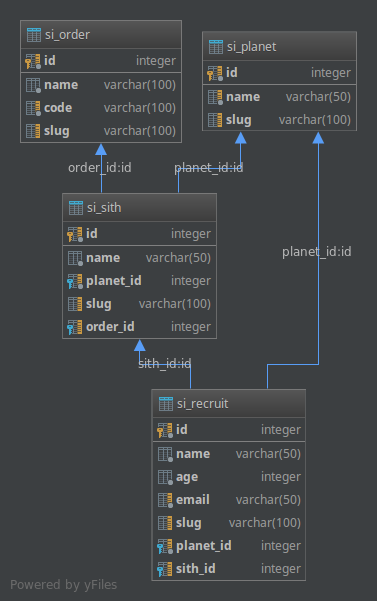 si_order
id integer
name varchar(100)
code varchar(100)
slug varchar(100)
si_planet
id integer
name varchar(50)
slug varchar(100)
order_id:id
planet_id:id
si_sith
id integer
name varchar(50)
planet_id integer
slug varchar(100)
order_id integer
planet_id:id
sith_id:id
si_recruit
id integer
name varchar(50)
age integer
email varchar(50)
slug varchar(100)
planet_id integer
sith_id integer
Powered by yFiles